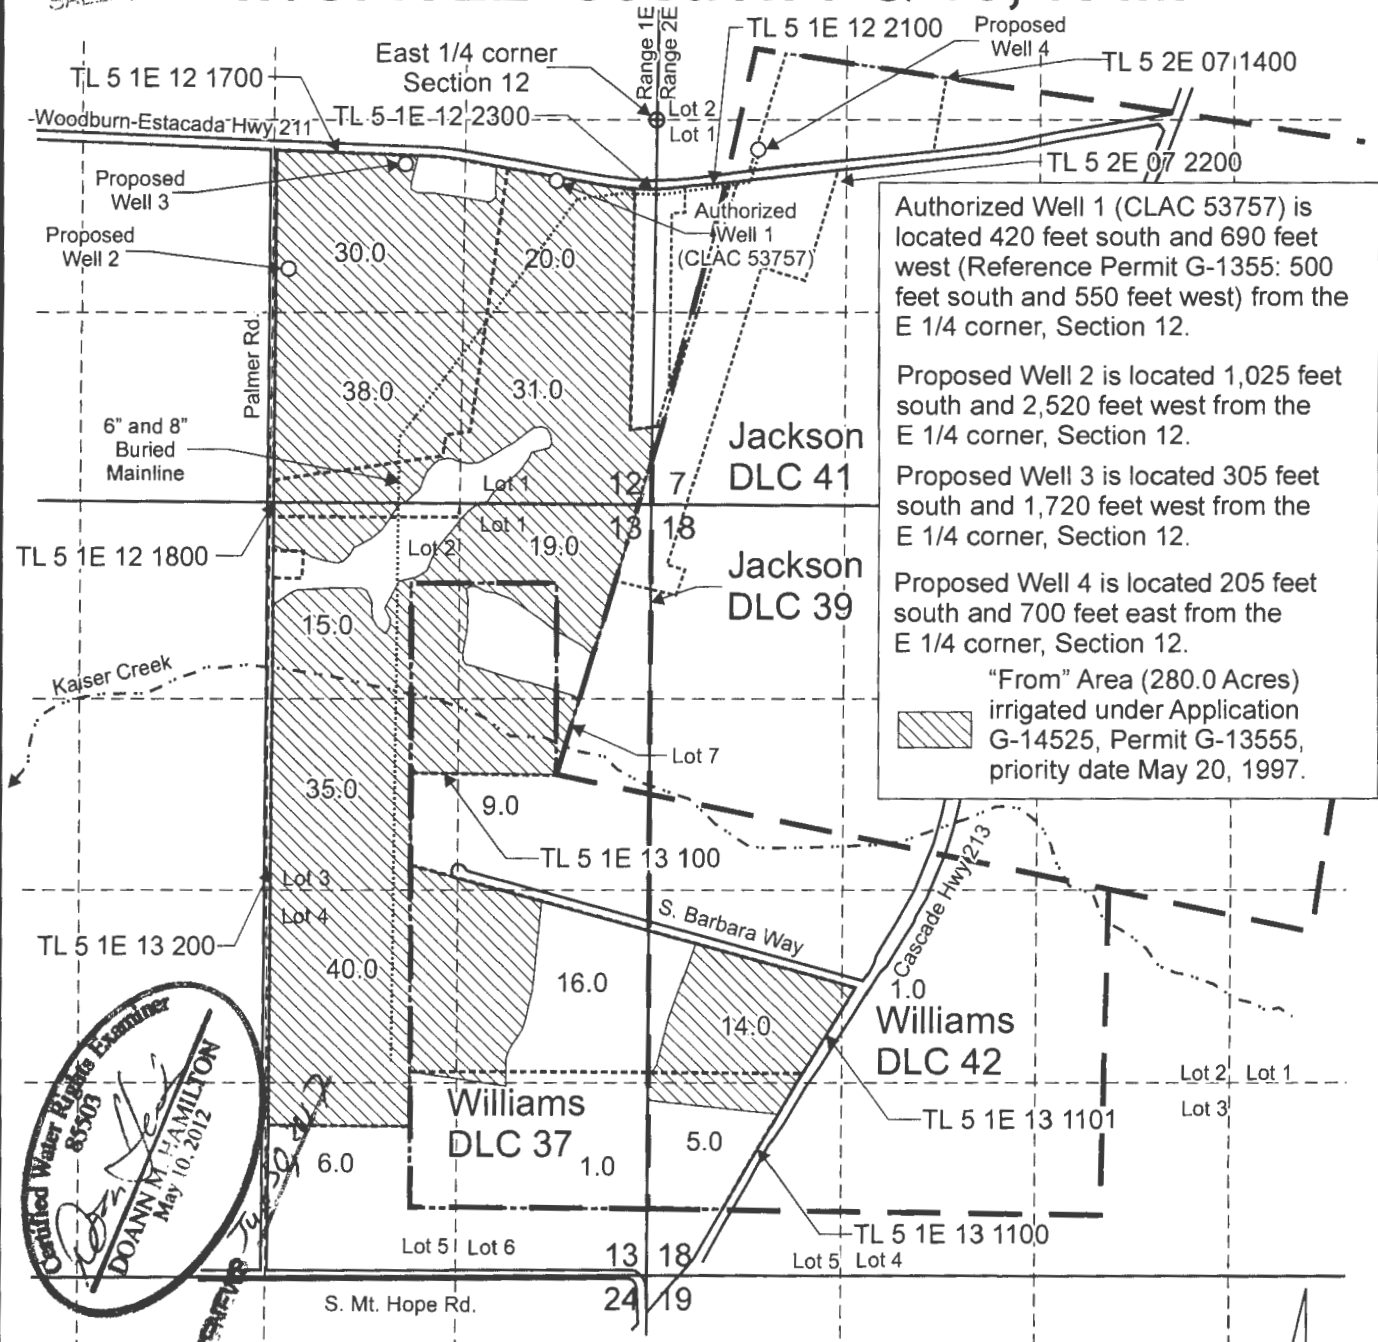 East 1/4 corner
Section 12
Range 1E
Range 2E
TL 5 1E 12 2100
Proposed
Well 4
TL 5 2E 07 1400
TL 5 1E 12 1700
Lot 2
Lot 1
Woodburn-Estacada Hwy 211
TL 5 1E 12 2300
TL 5 2E 07 2200
Proposed
Well 3
Proposed
Well 2
Authorized
Well 1
(CLAC 53757)
30.0
20.0
Palmer Rd.
38.0
31.0
6” and 8”
Buried
Mainline
Jackson
DLC 41
Lot 1
12
7
Lot 1
13
18
TL 5 1E 12 1800
Lot 2
19.0
Jackson
DLC 39
15.0
Kaiser Creek
Lot 7
35.0
9.0
TL 5 1E 13 100
Lot 3
Lot 4
S. Barbara Way
Cascade Hwy 213
TL 5 1E 13 200
40.0
16.0
14.0
1.0
Williams
DLC 42
Lot 2
Lot 1
Lot 3
Williams
DLC 37
TL 5 1E 13 1101
6.0
1.0
5.0
TL 5 1E 13 1100
Lot 5
Lot 6
13
18
Lot 5
Lot 4
S. Mt. Hope Rd.
24
19
Authorized Well 1 (CLAC 53757) is
located 420 feet south and 690 feet
west (Reference Permit G-1355: 500
feet south and 550 feet west) from the
E 1/4 corner, Section 12.
Proposed Well 2 is located 1,025 feet
south and 2,520 feet west from the
E 1/4 corner, Section 12.
Proposed Well 3 is located 305 feet
south and 1,720 feet west from the
E 1/4 corner, Section 12.
Proposed Well 4 is located 205 feet
south and 700 feet east from the
E 1/4 corner, Section 12.
“From” Area (280.0 Acres)
irrigated under Application
G-14525, Permit G-13555,
priority date May 20, 1997.
Certified Water Rights Examiner
85503
DOANN M. HAMILTON
May 10, 2012